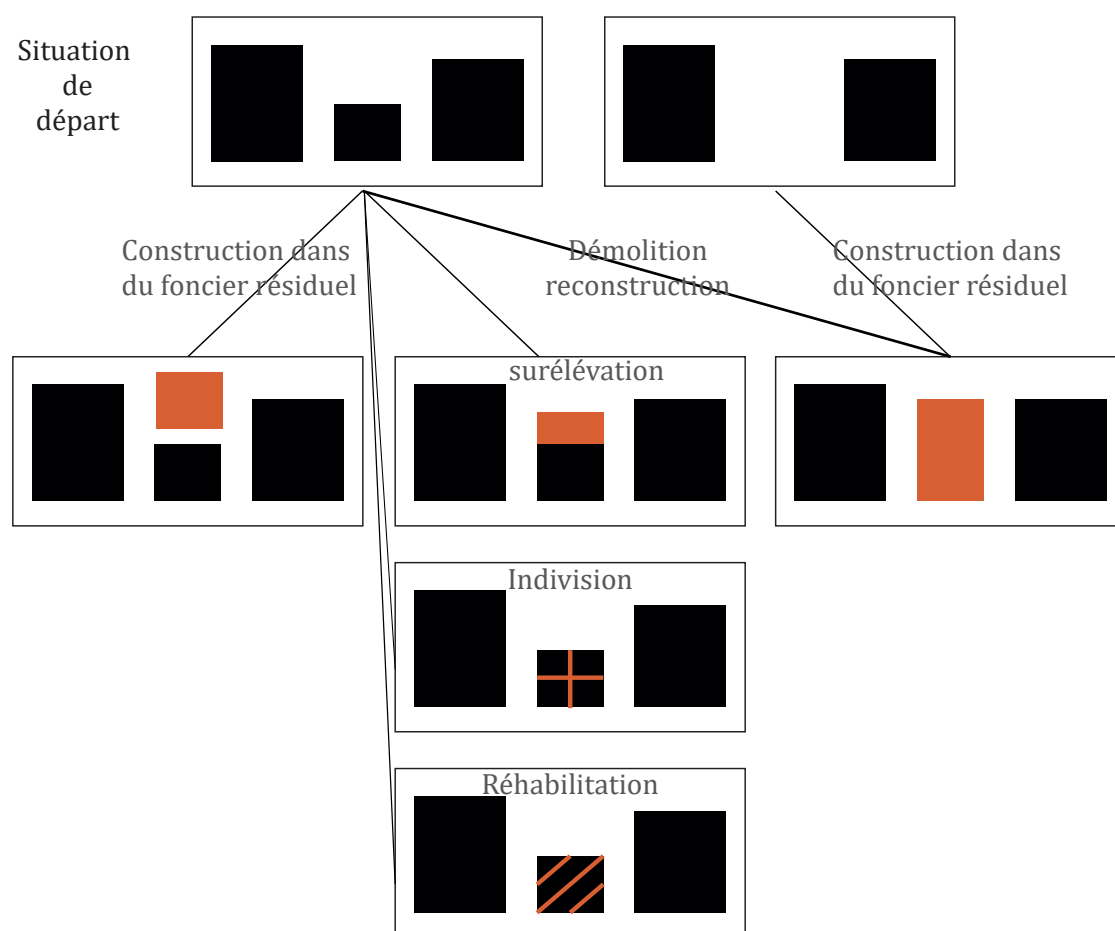 Situation
de
départ
Construction dans
du foncier résiduel
Démolition
reconstruction
Construction dans
du foncier résiduel
surélévation
Indivision
Réhabilitation